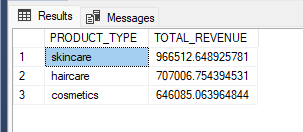 Results Messages
PRODUCT_TYPE TOTAL_REVENUE
1 skincare 966512.648925781
2 haircare 707006.754394531
3 cosmetics 646085.063964844